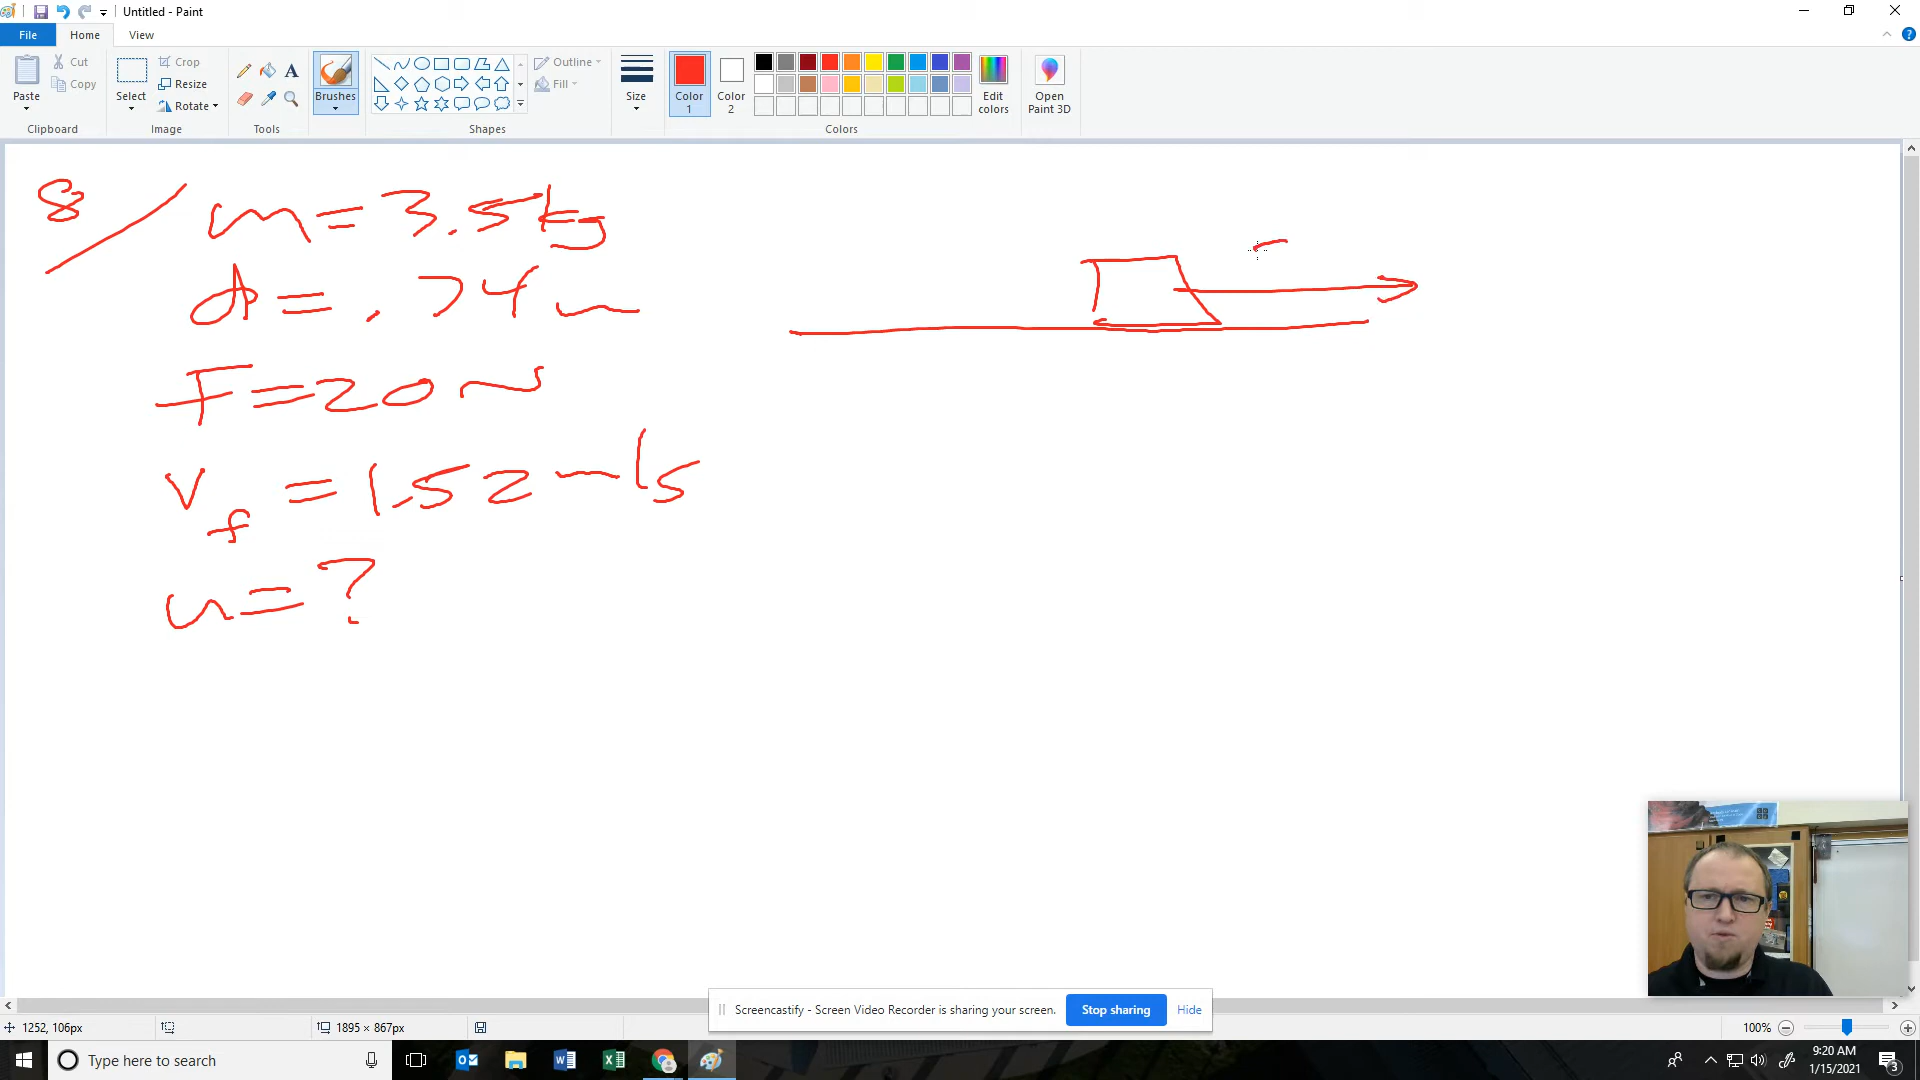 Untitled - Paint
File Home View
Paste Cut Copy Clipboard
Select Crop Resize Rotate Image
Tools
Brushes
Outline Fill Shapes
Size
Color 1 Color 2 Edit colors Colors
Open Paint 3D
8/ m=3.5kg
d=.74m
F=20N
vf=1.52m/s
u=?
Screencastify - Screen Video Recorder is sharing your screen. Stop sharing Hide
1252, 106px 1895 × 867px 100%
Type here to search
9:20 AM
1/15/2021
3